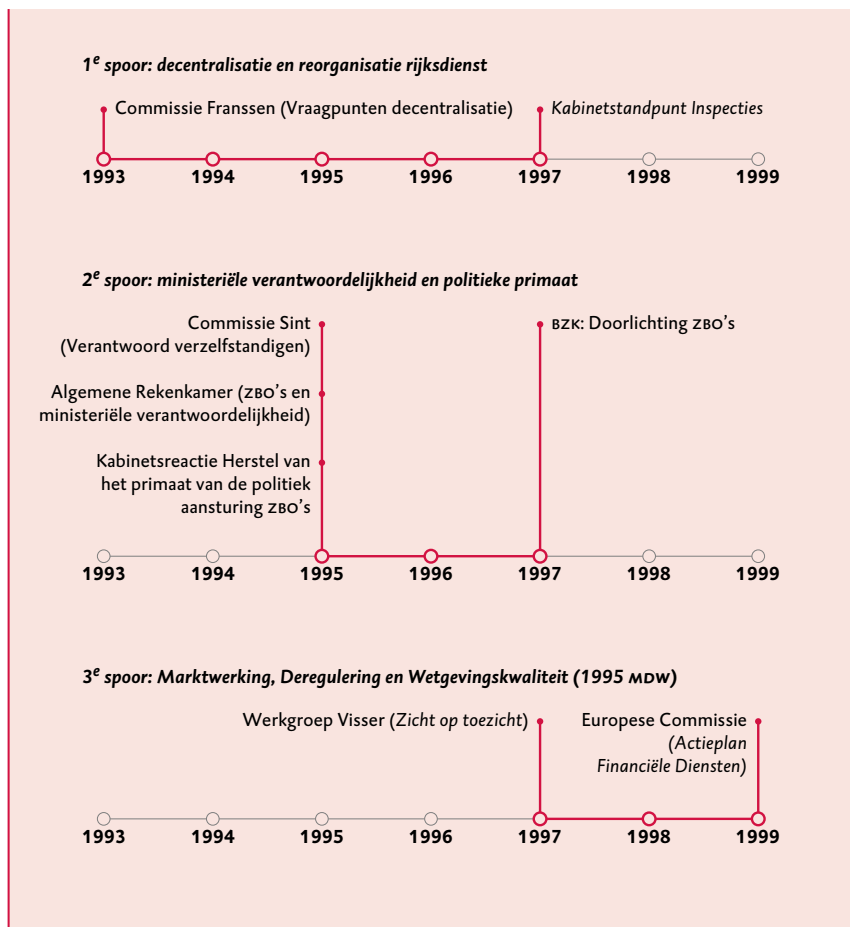 1e spoor: decentralisatie en reorganisatie rijksdienst
Commissie Franssen (Vraagpunten decentralisatie)
Kabinetstandpunt Inspecties
1993 1994 1995 1996 1997 1998 1999
2e spoor: ministeriële verantwoordelijkheid en politieke primaat
Commissie Sint
(Verantwoord verzelfstandigen)
BZK: Doorlichting ZBO's
Algemene Rekenkamer (ZBO's en
ministeriële verantwoordelijkheid)
Kabinetsreactie Herstel van
het primaat van de politiek
aansturing ZBO's
1993 1994 1995 1996 1997 1998 1999
3e spoor: Marktwerking, Deregulering en Wetgevingskwaliteit (1995 MDW)
Werkgroep Visser (Zicht op toezicht)
Europese Commissie
(Actieplan
Financiële Diensten)
1993 1994 1995 1996 1997 1998 1999